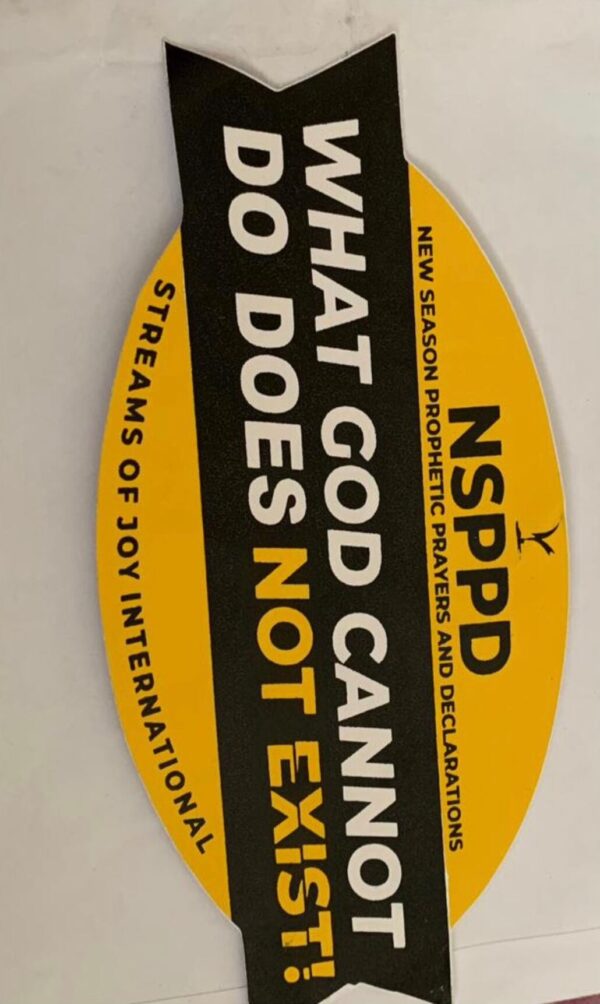 NSPPD
NEW SEASON PROPHETIC PRAYERS AND DECLARATIONS
WHAT GOD CANNOT
DO DOES NOT EXIST!
STREAMS OF JOY INTERNATIONAL